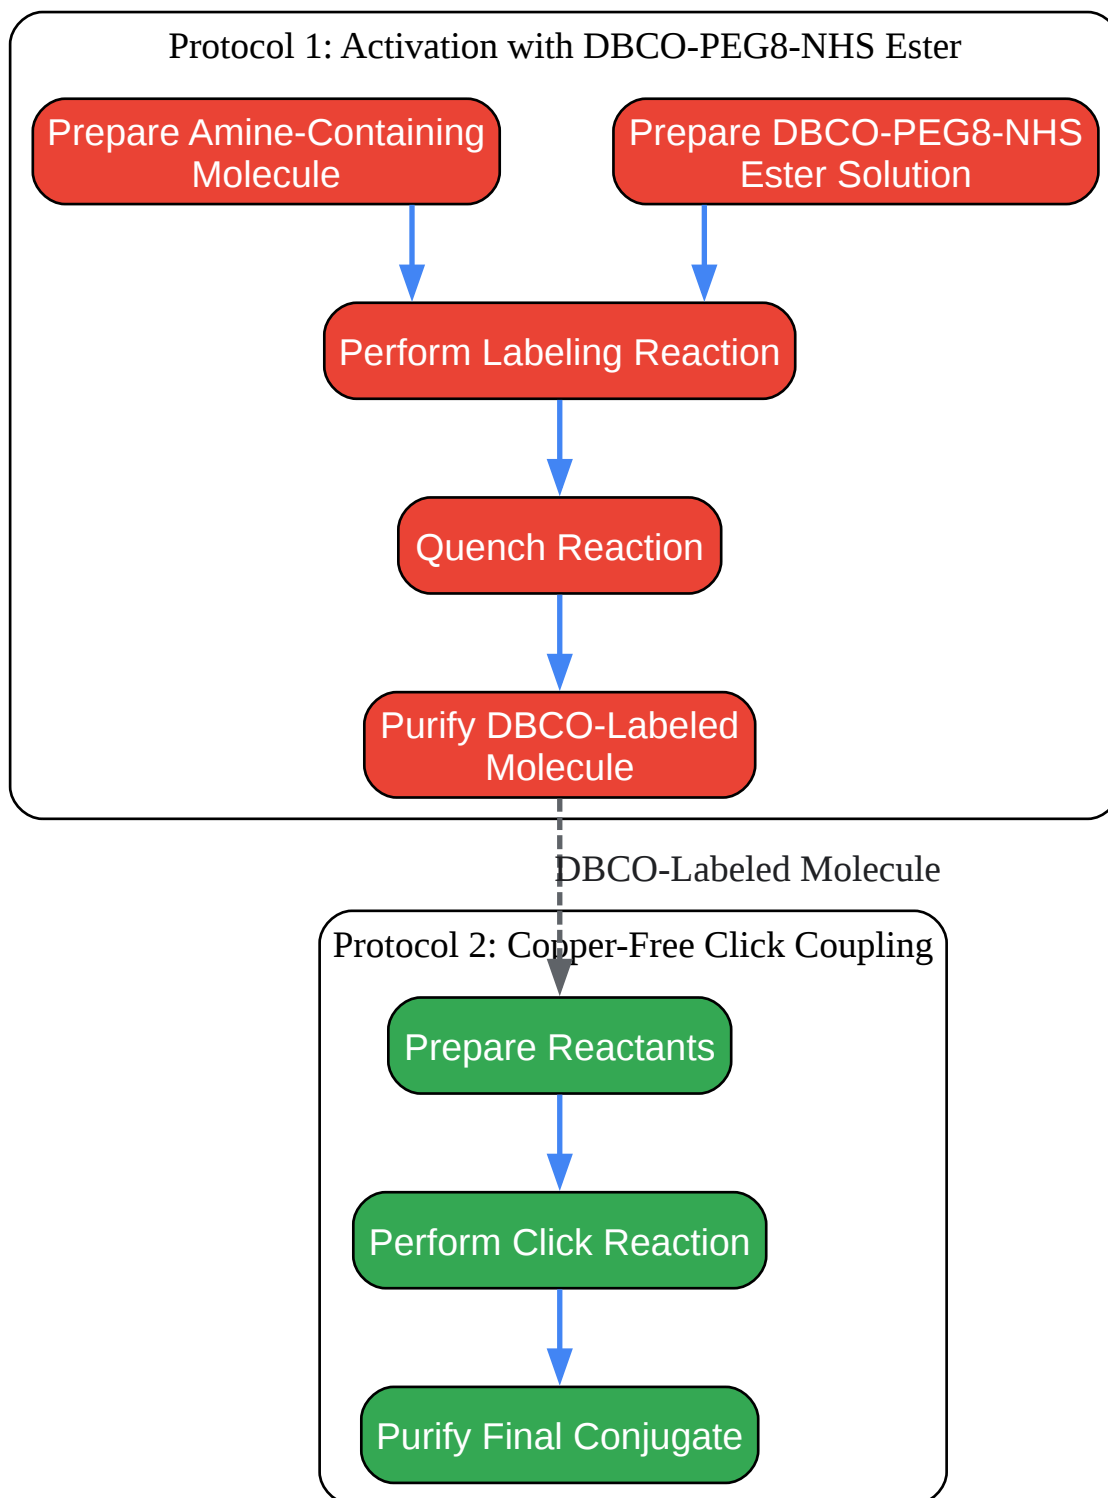 Protocol 1: Activation with DBCO-PEG8-NHS Ester
Prepare Amine-Containing
Molecule
Prepare DBCO-PEG8-NHS
Ester Solution
Perform Labeling Reaction
Quench Reaction
Purify DBCO-Labeled
Molecule
DBCO-Labeled Molecule
Protocol 2: Copper-Free Click Coupling
Prepare Reactants
Perform Click Reaction
Purify Final Conjugate